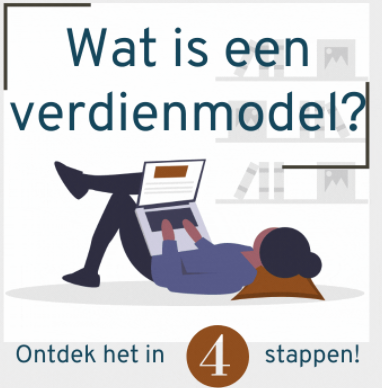 Wat is een
verdienmodel?
Ontdek het in 4 stappen!